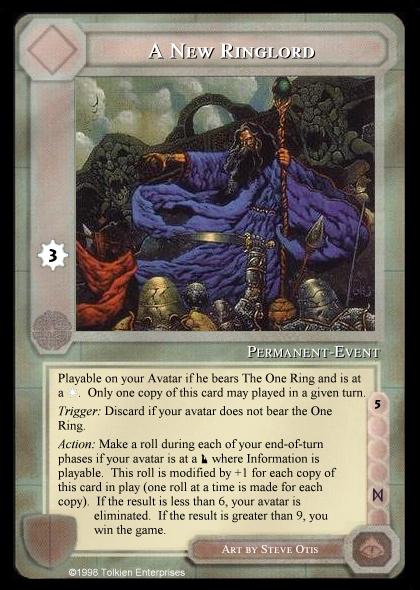 A New Ringlord
3
Permanent-Event
Playable on your Avatar if he bears The One Ring and is at
a . Only one copy of this card may played in a given turn.
Trigger: Discard if your avatar does not bear the One
Ring.
Action: Make a roll during each of your end-of-turn
phases if your avatar is at a where Information is
playable. This roll is modified by +1 for each copy of
this card in play (one roll at a time is made for each
copy). If the result is less than 6, your avatar is
eliminated. If the result is greater than 9, you
win the game.
5
Art by Steve Otis
©1998 Tolkien Enterprises